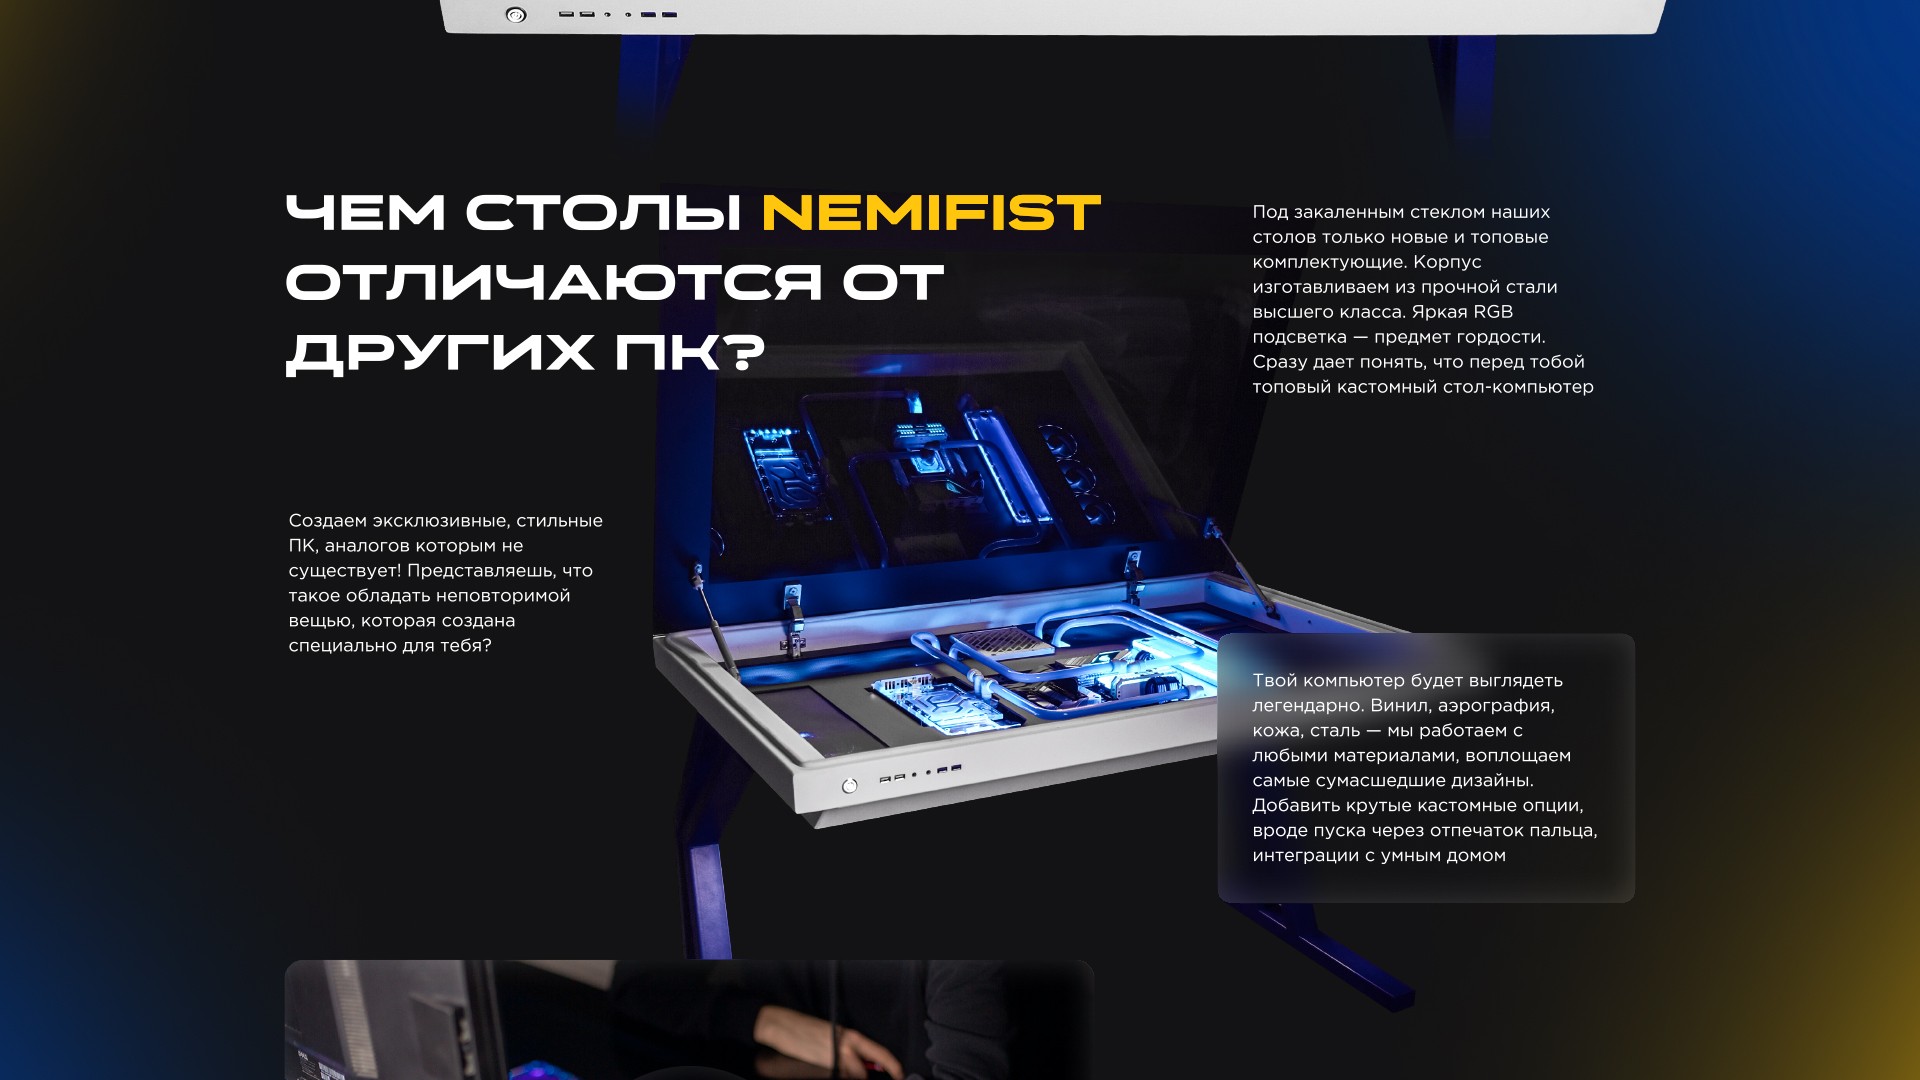 ЧЕМ СТОЛЫ NEMIFIST
ОТЛИЧАЮТСЯ ОТ
ДРУГИХ ПК?
Под закаленным стеклом наших
столов только новые и топовые
комплектующие. Корпус
изготавливаем из прочной стали
высшего класса. Яркая RGB
подсветка — предмет гордости.
Сразу дает понять, что перед тобой
топовый кастомный стол-компьютер
Создаем эксклюзивные, стильные
ПК, аналогов которым не
существует! Представляешь, что
такое обладать неповторимой
вещью, которая создана
специально для тебя?
Твой компьютер будет выглядеть
легендарно. Винил, аэрография,
кожа, сталь — мы работаем с
любыми материалами, воплощаем
самые сумасшедшие дизайны.
Добавить крутые кастомные опции,
вроде пуска через отпечаток пальца,
интеграции с умным домом